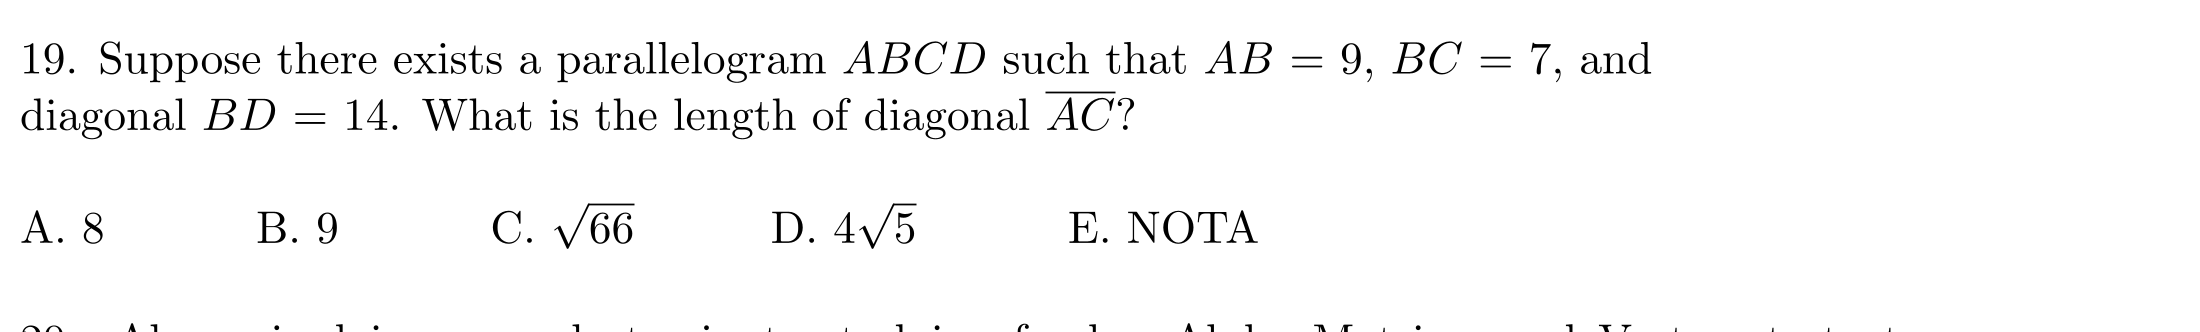 19. Suppose there exists a parallelogram ABCD such that AB = 9, BC = 7, and
diagonal BD = 14. What is the length of diagonal \overline{AC}?
A. 8 B. 9 C. √66 D. 4√5 E. NOTA